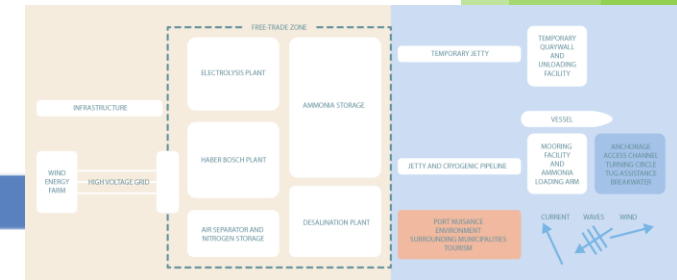 FREE-TRADE ZONE
ELECTROLYSIS PLANT
AMMONIA STORAGE
INFRASTRUCTURE
HABER BOSCH PLANT
WIND
ENERGY
FARM
HIGH VOLTAGE GRID
AIR SEPARATOR AND
NITROGEN STORAGE
DESALINATION PLANT
TEMPORARY JETTY
TEMPORARY
QUAYWALL
AND
UNLOADING
FACILITY
VESSEL
JETTY AND CRYOGENIC PIPELINE
MOORING
FACILITY
AND
AMMONIA
LOADING ARM
ANCHORAGE
ACCESS CHANNEL
TURNING CIRCLE
TUG ASSISTANCE
BREAKWATER
PORT NUISANCE
ENVIRONMENT
SURROUNDING MUNICIPALITIES
TOURISM
CURRENT WAVES WIND